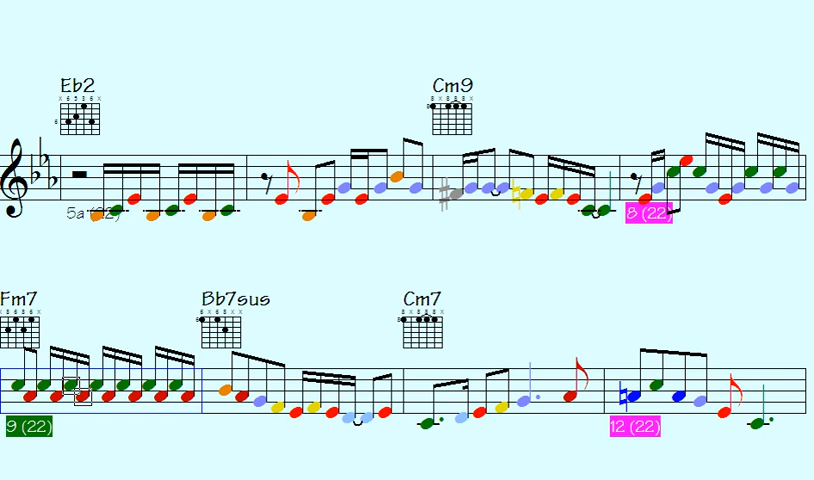 Eb2 Cm9
5a (22) 8 (22)
Fm7 Bb7sus Cm7
9 (22) 12 (22)